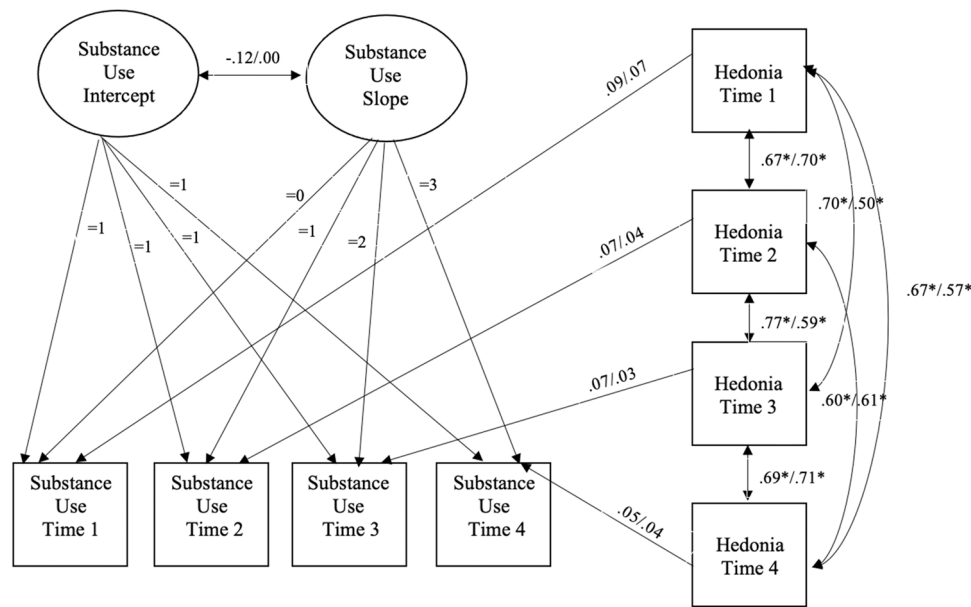 Substance
Use
Intercept
-.12/.00
Substance
Use
Slope
Hedonia
Time 1
.09/.07
.67*/.70*
=1
=1
=1
=1
=0
=1
=2
=3
.70*/.50*
Hedonia
Time 2
.07/.04
.67*/.57*
.77*/.59*
Hedonia
Time 3
.07/.03
.60*/.61*
.69*/.71*
Substance
Use
Time 1
Substance
Use
Time 2
Substance
Use
Time 3
Substance
Use
Time 4
.05/.04
Hedonia
Time 4